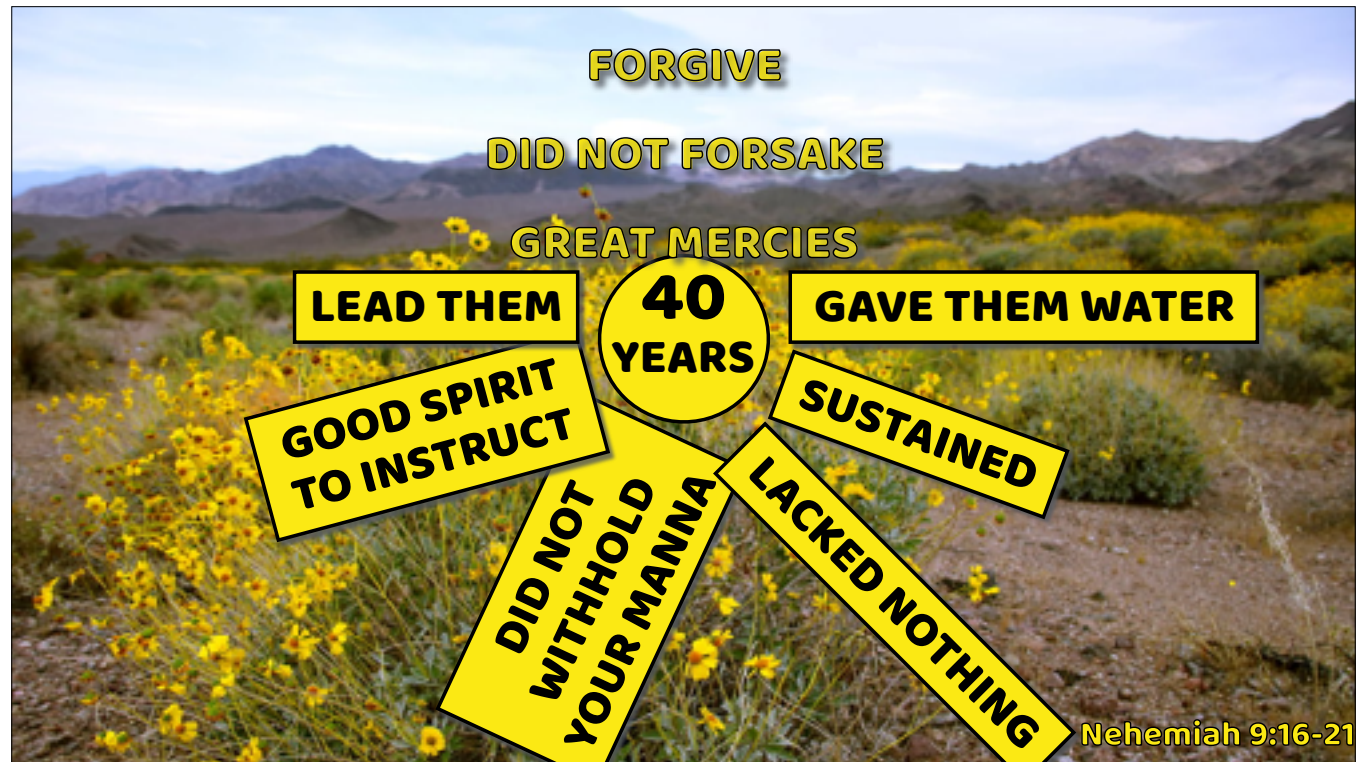 FORGIVE
DID NOT FORSAKE
GREAT MERCIES
40
YEARS
LEAD THEM
GAVE THEM WATER
GOOD SPIRIT
TO INSTRUCT
SUSTAINED
DID NOT
WITHHOLD
YOUR MANNA
LACKED NOTHING
Nehemiah 9:16-21